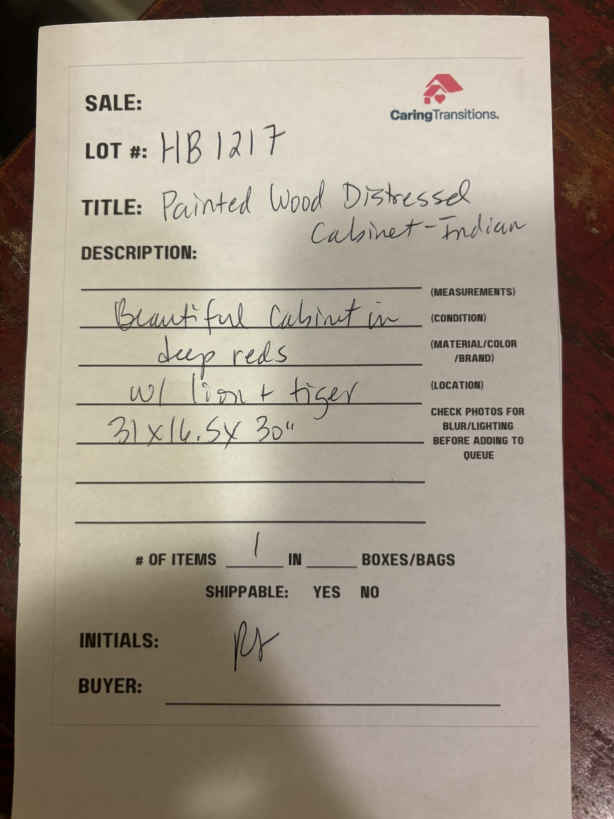 CaringTransitions.
SALE:
LOT #: HB1217
TITLE: Painted Wood Distressed
Cabinet - Indian
DESCRIPTION:
(MEASUREMENTS)
Beautiful Cabinet in (CONDITION)
deep reds (MATERIAL/COLOR
/BRAND)
w/ lion + tiger (LOCATION)
31 x 16.5 x 30"
CHECK PHOTOS FOR
BLUR/LIGHTING
BEFORE ADDING TO
QUEUE
# OF ITEMS 1 IN BOXES/BAGS
SHIPPABLE: YES NO
INITIALS:
BUYER: